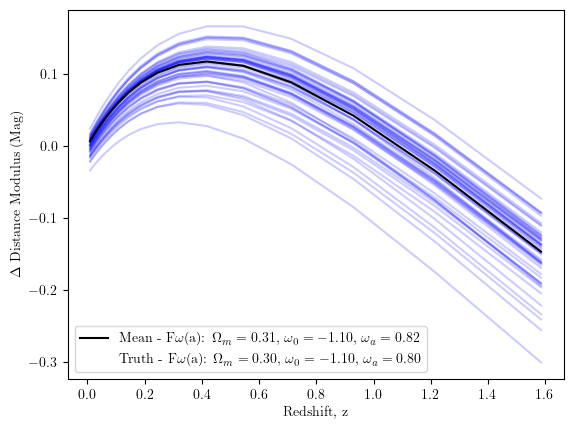 Δ Distance Modulus (Mag)
0.1
0.0
−0.1
−0.2
−0.3
Mean - Fω(a): Ωm = 0.31, ω0 = −1.10, ωa = 0.82
Truth - Fω(a): Ωm = 0.30, ω0 = −1.10, ωa = 0.80
0.0 0.2 0.4 0.6 0.8 1.0 1.2 1.4 1.6
Redshift, z